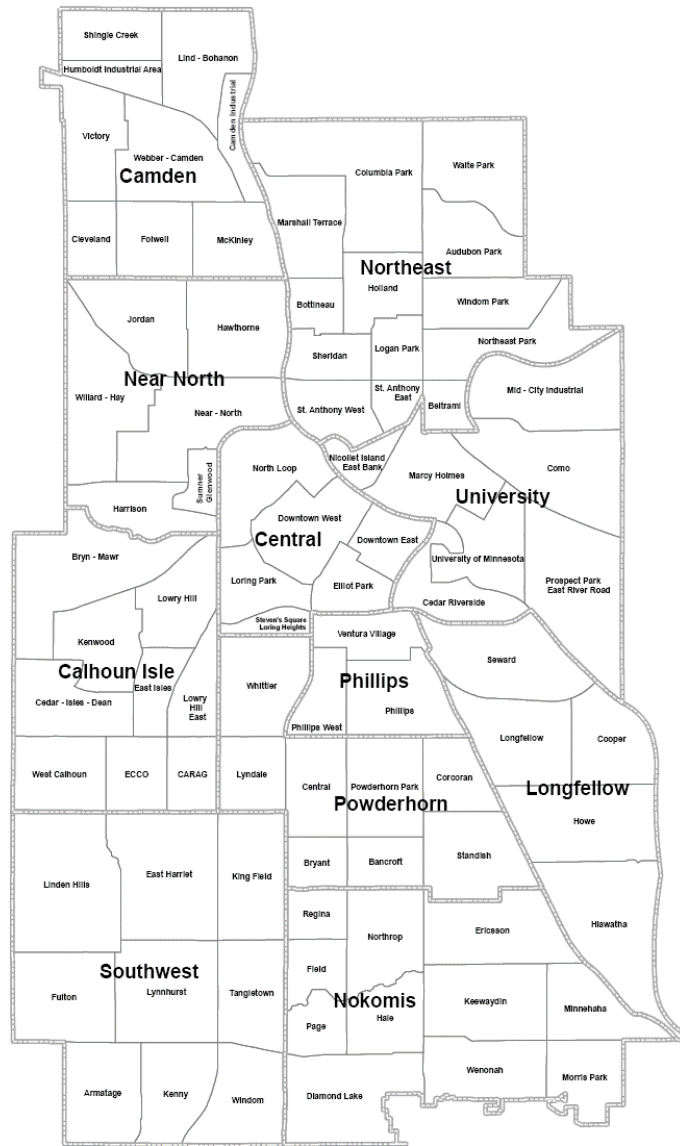 Shingle Creek
Lind - Bohanon
Humboldt Industrial Area
Camden Industrial
Victory
Webber - Camden
Camden
Cleveland
Folwell
McKinley
Columbia Park
Waite Park
Marshall Terrace
Audubon Park
Northeast
Holland
Bottineau
Windom Park
Northeast Park
Sheridan
Logan Park
St. Anthony West
St. Anthony
East
Beltrami
Mid - City Industrial
Jordan
Hawthorne
Near North
Willard - Hay
Near - North
Sumner
Glenwood
Harrison
Nicollet Island
East Bank
Marcy Holmes
Como
University
University of Minnesota
Prospect Park
East River Road
Cedar Riverside
North Loop
Downtown West
Central
Downtown East
Loring Park
Elliot Park
Steven's Square
Loring Heights
Bryn - Mawr
Lowry Hill
Kenwood
Calhoun Isle
East Isles
Cedar - Isles - Dean
Lowry
Hill
East
West Calhoun
ECCO
CARAG
Ventura Village
Phillips
Phillips West
Phillips
Whittier
Lyndale
Central
Powderhorn Park
Corcoran
Powderhorn
Bryant
Bancroft
Standish
Seward
Longfellow
Cooper
Longfellow
Howe
Hiawatha
Linden Hills
East Harriet
King Field
Southwest
Fulton
Lynnhurst
Tangletown
Armatage
Kenny
Windom
Regina
Northrop
Ericsson
Field
Nokomis
Hale
Page
Keewaydin
Minnehaha
Diamond Lake
Wenonah
Morris Park